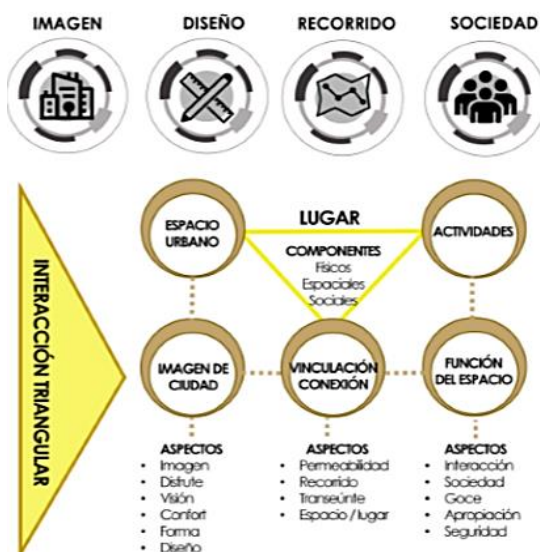 IMAGEN
DISEÑO
RECORRIDO
SOCIEDAD
INTERACCIÓN TRIANGULAR
ESPACIO
URBANO
LUGAR
COMPONENTES
Físicos
Espaciales
Sociales
ACTIVIDADES
IMAGEN DE
CIUDAD
VINCULACIÓN
CONEXIÓN
FUNCIÓN
DEL ESPACIO
ASPECTOS
• Imagen
• Disfrute
• Visión
• Confort
• Forma
• Diseño
ASPECTOS
• Permeabilidad
• Recorrido
• Transeúnte
• Espacio / lugar
ASPECTOS
• Interacción
• Sociedad
• Goce
• Apropiación
• Seguridad